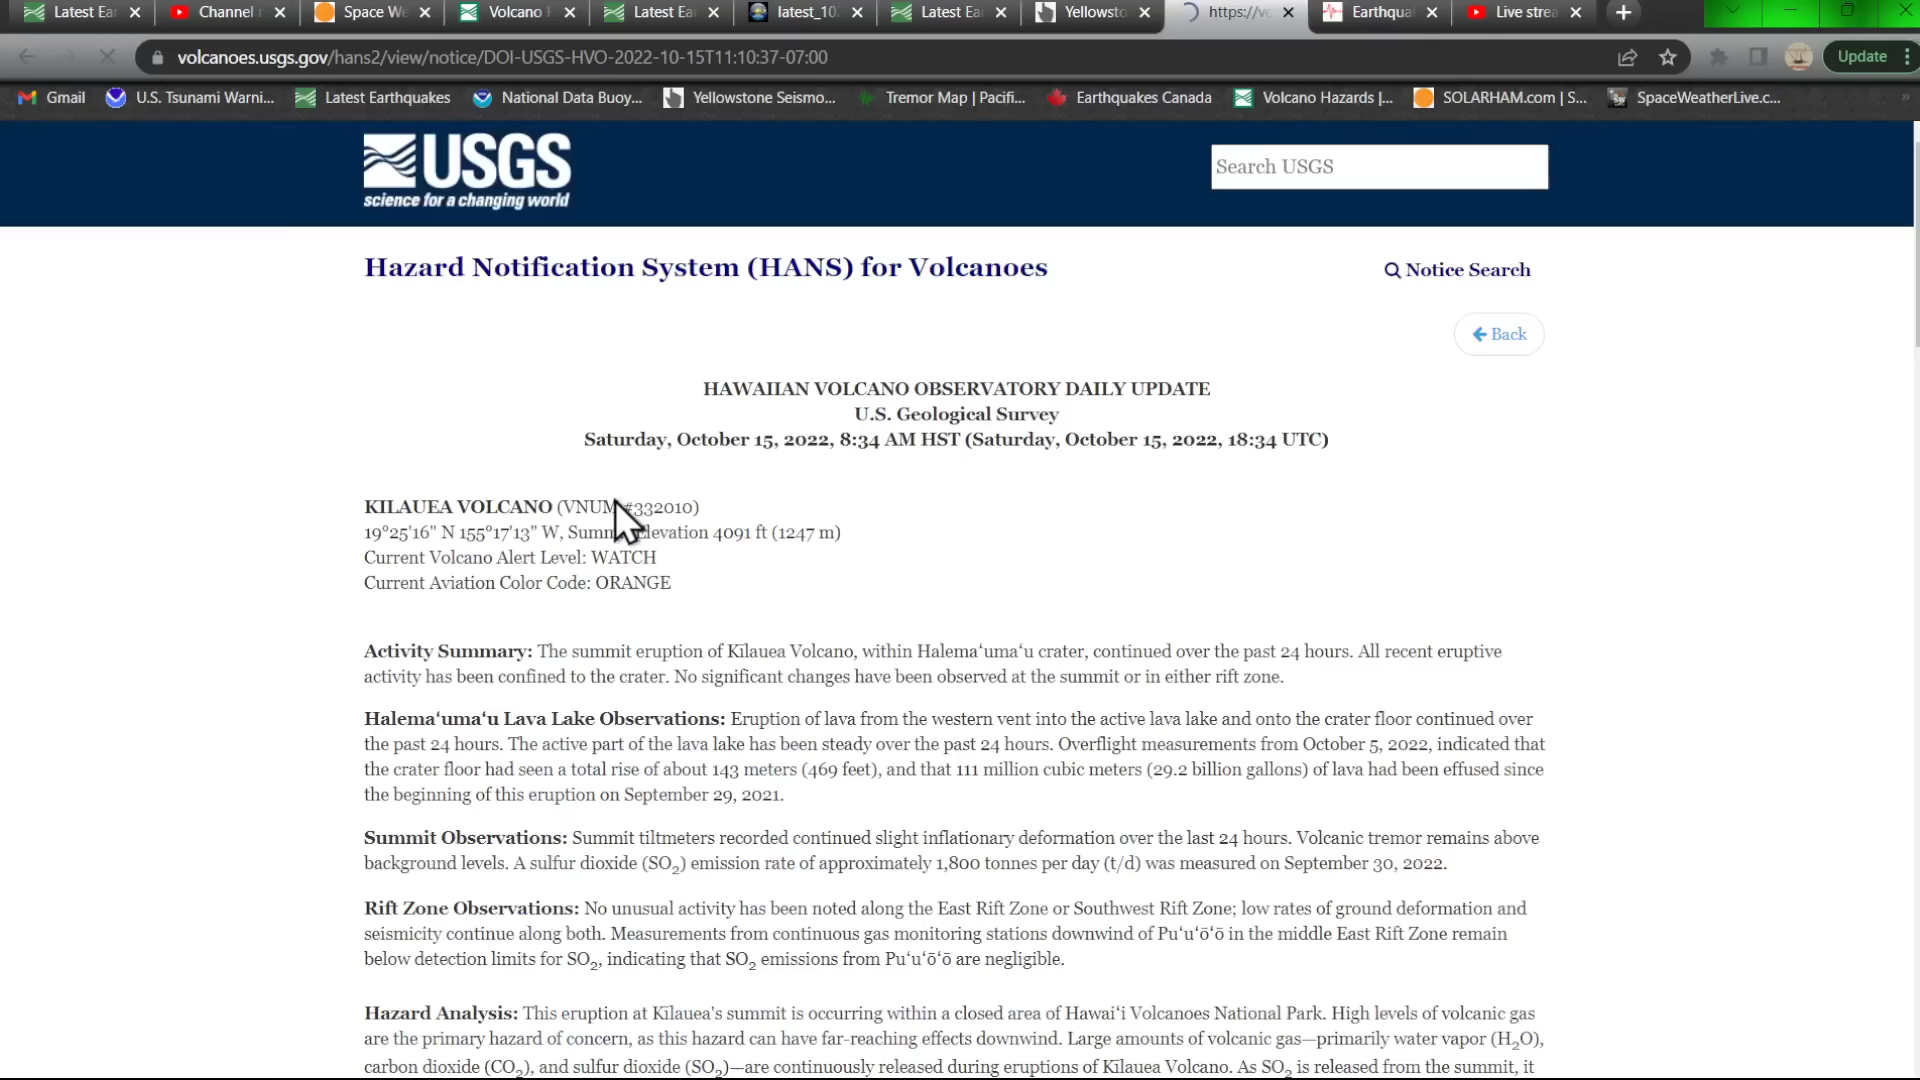 Latest Ear
Channel r
Space We
Volcano H
Latest Ear
latest_10
Latest Ear
Yellowsto
https://vo
Earthqual
Live strea
volcanoes.usgs.gov/hans2/view/notice/DOI-USGS-HVO-2022-10-15T11:10:37-07:00
Update
Gmail
U.S. Tsunami Warni...
Latest Earthquakes
National Data Buoy...
Yellowstone Seismo...
Tremor Map | Pacifi...
Earthquakes Canada
Volcano Hazards |...
SOLARHAM.com | S...
SpaceWeatherLive.c...
USGS
science for a changing world
Search USGS
Hazard Notification System (HANS) for Volcanoes
Notice Search
Back
HAWAIIAN VOLCANO OBSERVATORY DAILY UPDATE
U.S. Geological Survey
Saturday, October 15, 2022, 8:34 AM HST (Saturday, October 15, 2022, 18:34 UTC)
KILAUEA VOLCANO (VNUM #332010)
19°25'16" N 155°17'13" W, Summit Elevation 4091 ft (1247 m)
Current Volcano Alert Level: WATCH
Current Aviation Color Code: ORANGE
Activity Summary: The summit eruption of Kīlauea Volcano, within Halemaʻumaʻu crater, continued over the past 24 hours. All recent eruptive
activity has been confined to the crater. No significant changes have been observed at the summit or in either rift zone.
Halemaʻumaʻu Lava Lake Observations: Eruption of lava from the western vent into the active lava lake and onto the crater floor continued over
the past 24 hours. The active part of the lava lake has been steady over the past 24 hours. Overflight measurements from October 5, 2022, indicated that
the crater floor had seen a total rise of about 143 meters (469 feet), and that 111 million cubic meters (29.2 billion gallons) of lava had been effused since
the beginning of this eruption on September 29, 2021.
Summit Observations: Summit tiltmeters recorded continued slight inflationary deformation over the last 24 hours. Volcanic tremor remains above
background levels. A sulfur dioxide (SO₂) emission rate of approximately 1,800 tonnes per day (t/d) was measured on September 30, 2022.
Rift Zone Observations: No unusual activity has been noted along the East Rift Zone or Southwest Rift Zone; low rates of ground deformation and
seismicity continue along both. Measurements from continuous gas monitoring stations downwind of Puʻuʻōʻō in the middle East Rift Zone remain
below detection limits for SO₂, indicating that SO₂ emissions from Puʻuʻōʻō are negligible.
Hazard Analysis: This eruption at Kīlauea's summit is occurring within a closed area of Hawaiʻi Volcanoes National Park. High levels of volcanic gas
are the primary hazard of concern, as this hazard can have far-reaching effects downwind. Large amounts of volcanic gas—primarily water vapor (H₂O),
carbon dioxide (CO₂), and sulfur dioxide (SO₂)—are continuously released during eruptions of Kīlauea Volcano. As SO₂ is released from the summit, it